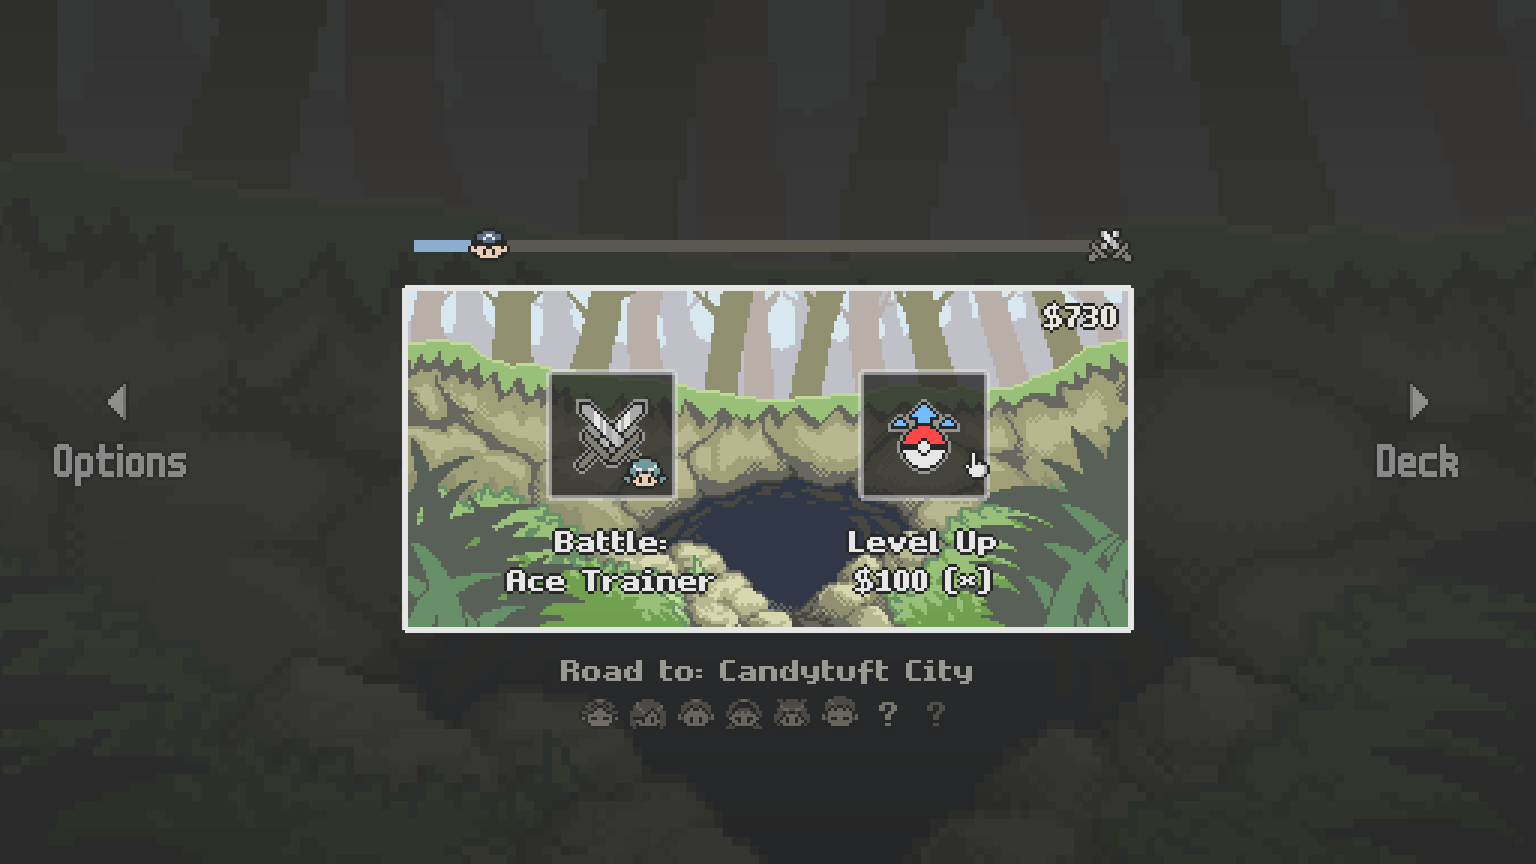 $730
Options
Deck
Battle:
Ace Trainer
Level Up
$100 (×)
Road to: Candytuft City
? ?